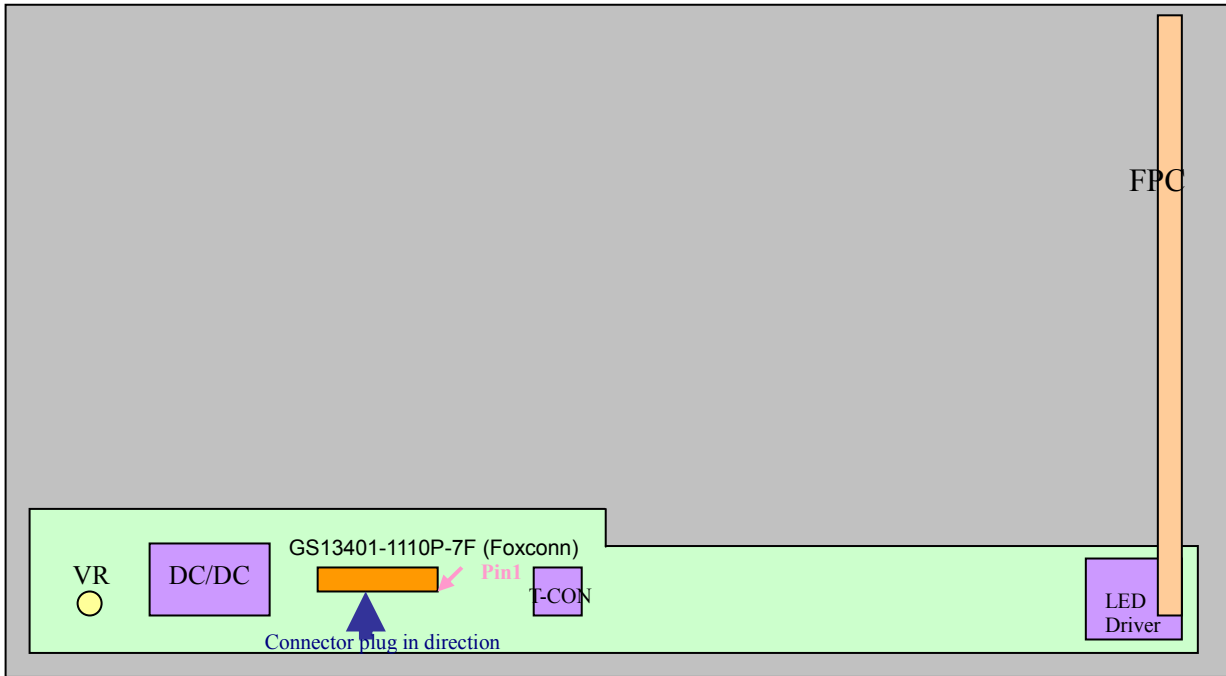 FPC
GS13401-1110P-7F (Foxconn)
VR
DC/DC
Pin1
T-CON
LED
Driver
Connector plug in direction